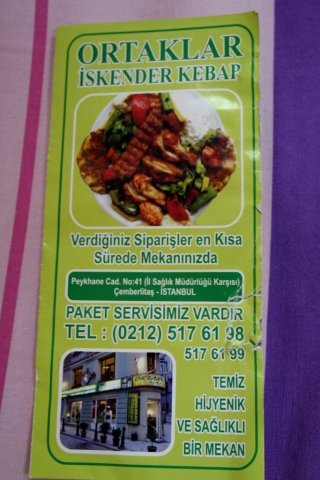 ORTAKLAR
İSKENDER KEBAP
Verdiğiniz Siparişler en Kısa
Sürede Mekanınızda
Peykhane Cad. No:41 (İl Sağlık Müdürlüğü Karşısı)
Çemberlitaş - İSTANBUL
PAKET SERVİSİMİZ VARDIR
TEL : (0212) 517 61 98
517 61 99
TEMİZ
HİJYENİK
VE SAĞLIKLI
BİR MEKAN